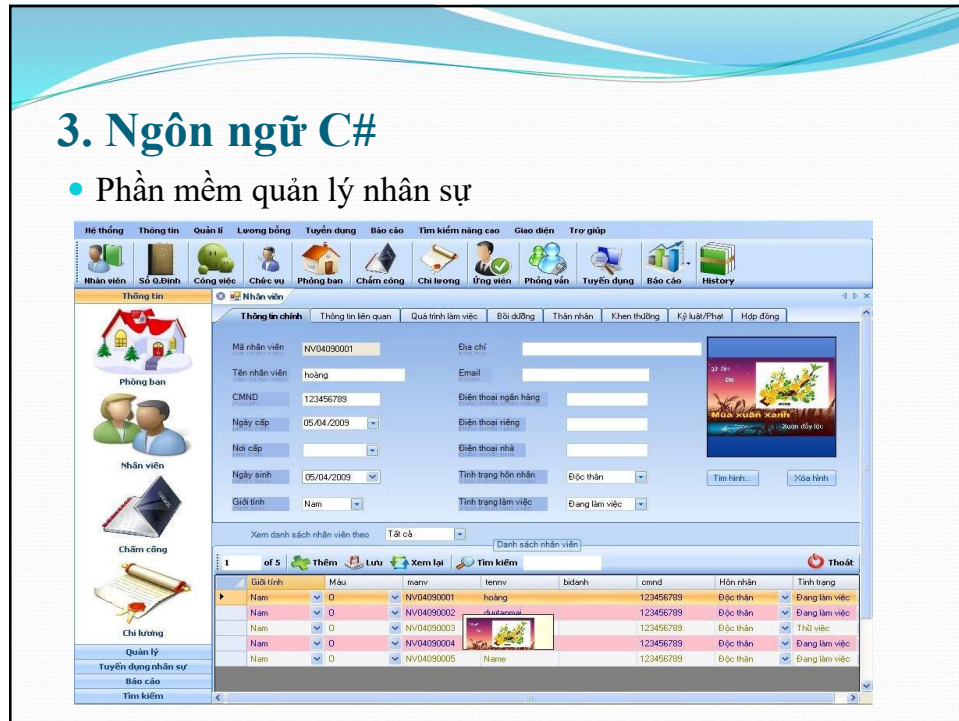 3. Ngôn ngữ C#
Phần mềm quản lý nhân sự
Hệ thống Thông tin Quản lí Lương bổng Tuyển dụng Báo cáo Tìm kiếm nâng cao Giao diện Trợ giúp
Nhân viên Sổ Q.Định Công việc Chức vụ Phòng ban Chấm công Chi lương Ứng viên Phỏng vấn Tuyển dụng Báo cáo History
Thông tin
Nhân viên
Thông tin chính Thông tin liên quan Quá trình làm việc Bồi dưỡng Thân nhân Khen thưởng Kỷ luật/Phạt Hợp đồng
Mã nhân viên NV04090001 Địa chỉ
Tên nhân viên hoàng Email
CMND 123456789 Điện thoại ngân hàng
Ngày cấp 05/04/2009 Điện thoại riêng
Nơi cấp Điện thoại nhà
Ngày sinh 05/04/2009 Tình trạng hôn nhân Độc thân
Giới tính Nam Tình trạng làm việc Đang làm việc
Mùa xuân xanh
Xuân đầy lộc
Tìm hình... Xóa hình
Phòng ban
Nhân viên
Chấm công
Chi lương
Quản lý
Tuyển dụng nhân sự
Báo cáo
Tìm kiếm
Xem danh sách nhân viên theo Tất cả
Danh sách nhân viên
1 of 5 Thêm Lưu Xem lại Tìm kiếm Thoát
Giới tính Máu manv tennv bidanh cmnd Hôn nhân Tình trạng
Nam O NV04090001 hoàng 123456789 Độc thân Đang làm việc
Nam O NV04090002 duytanmai 123456789 Độc thân Đang làm việc
Nam O NV04090003 123456789 Độc thân Thử việc
Nam O NV04090004 123456789 Độc thân Đang làm việc
Nam O NV04090005 Name 123456789 Độc thân Đang làm việc